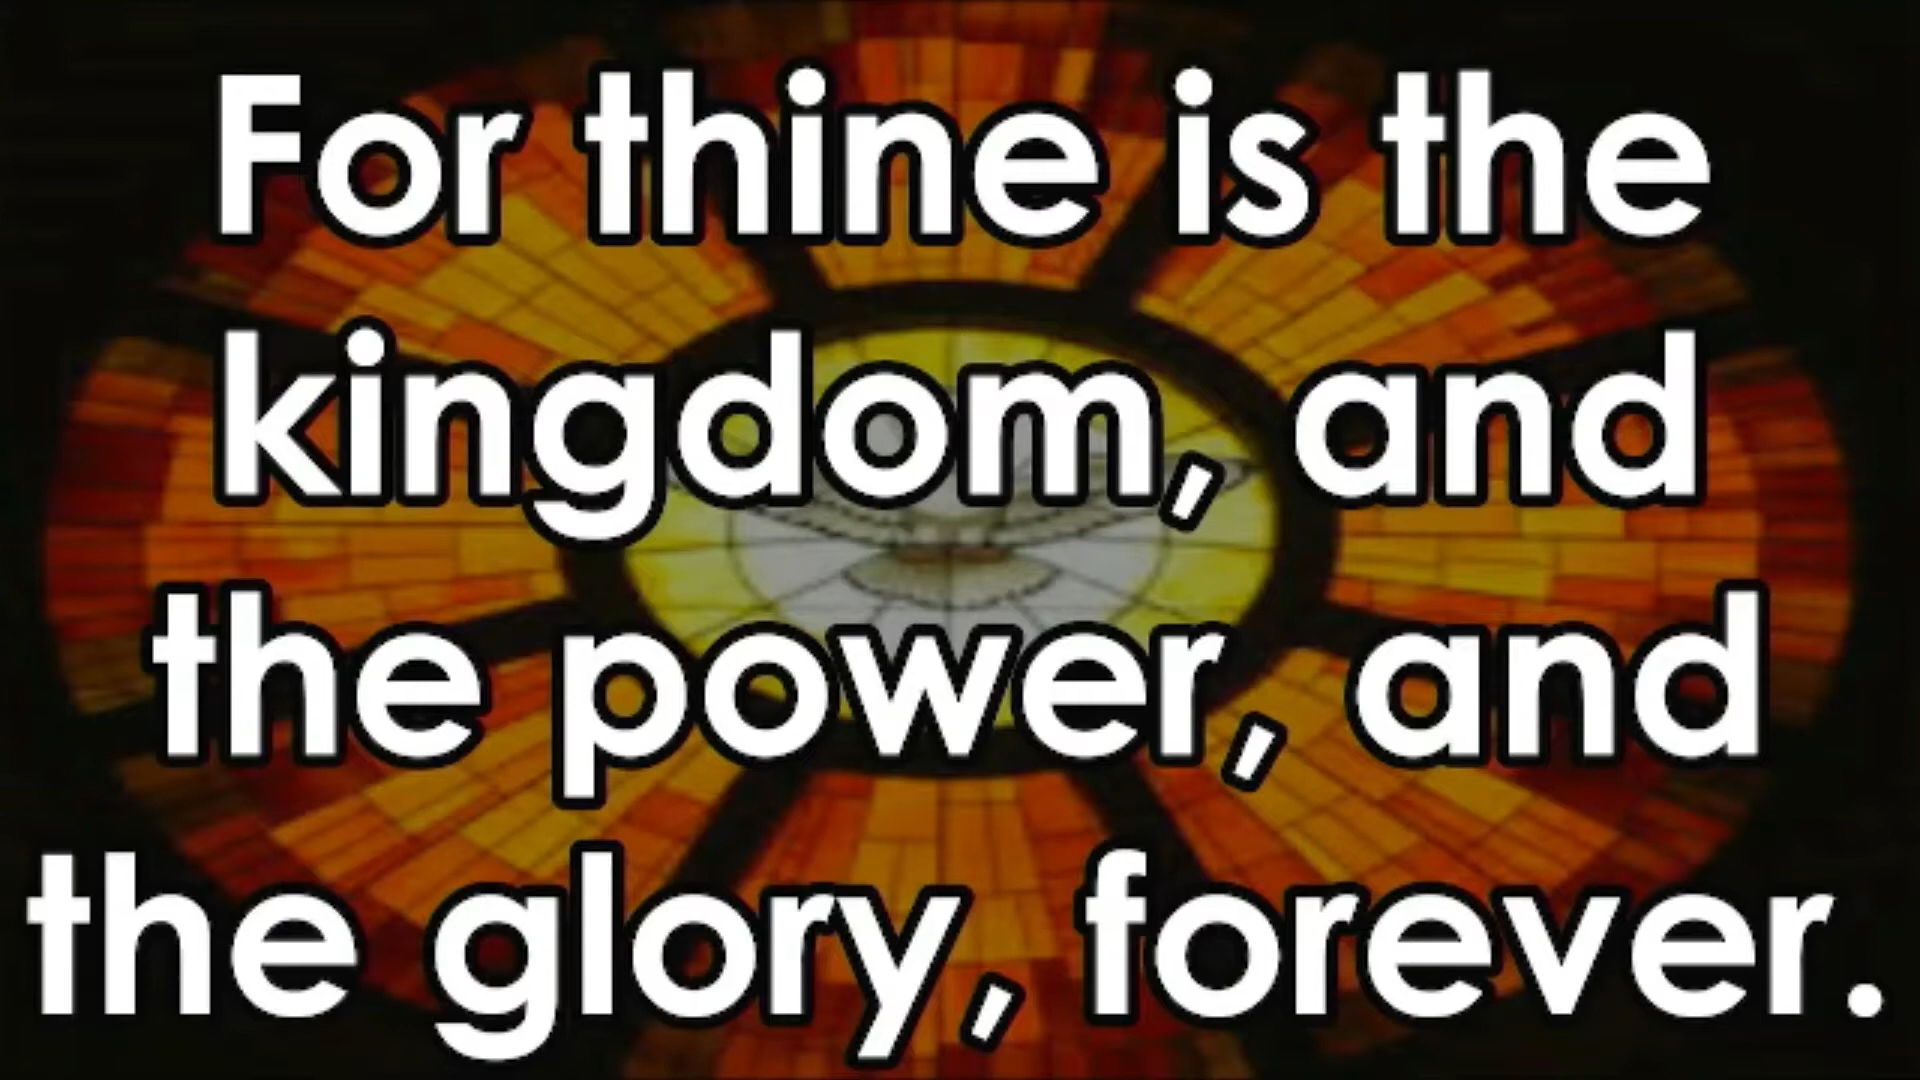 For thine is the
kingdom, and
the power, and
the glory, forever.